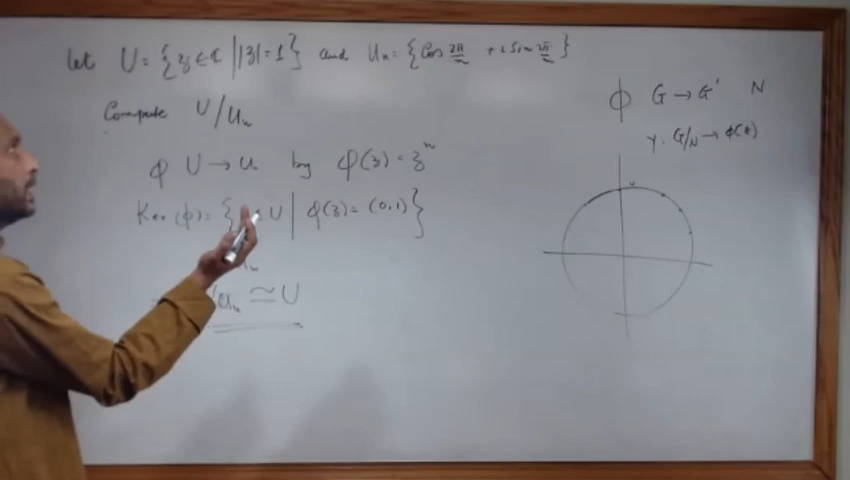 let U = {z ∈ ℂ | |z| = 1} and Uₙ = {Cos 2π/n + i Sin 2π/n}
Compute U/Uₙ
φ U → U by φ(z) = zⁿ
Ker(φ) = { U | φ(z) = (0,1)}
Uₙ ≃ U
ϕ G → G' N
γ: G/N → ϕ(G)